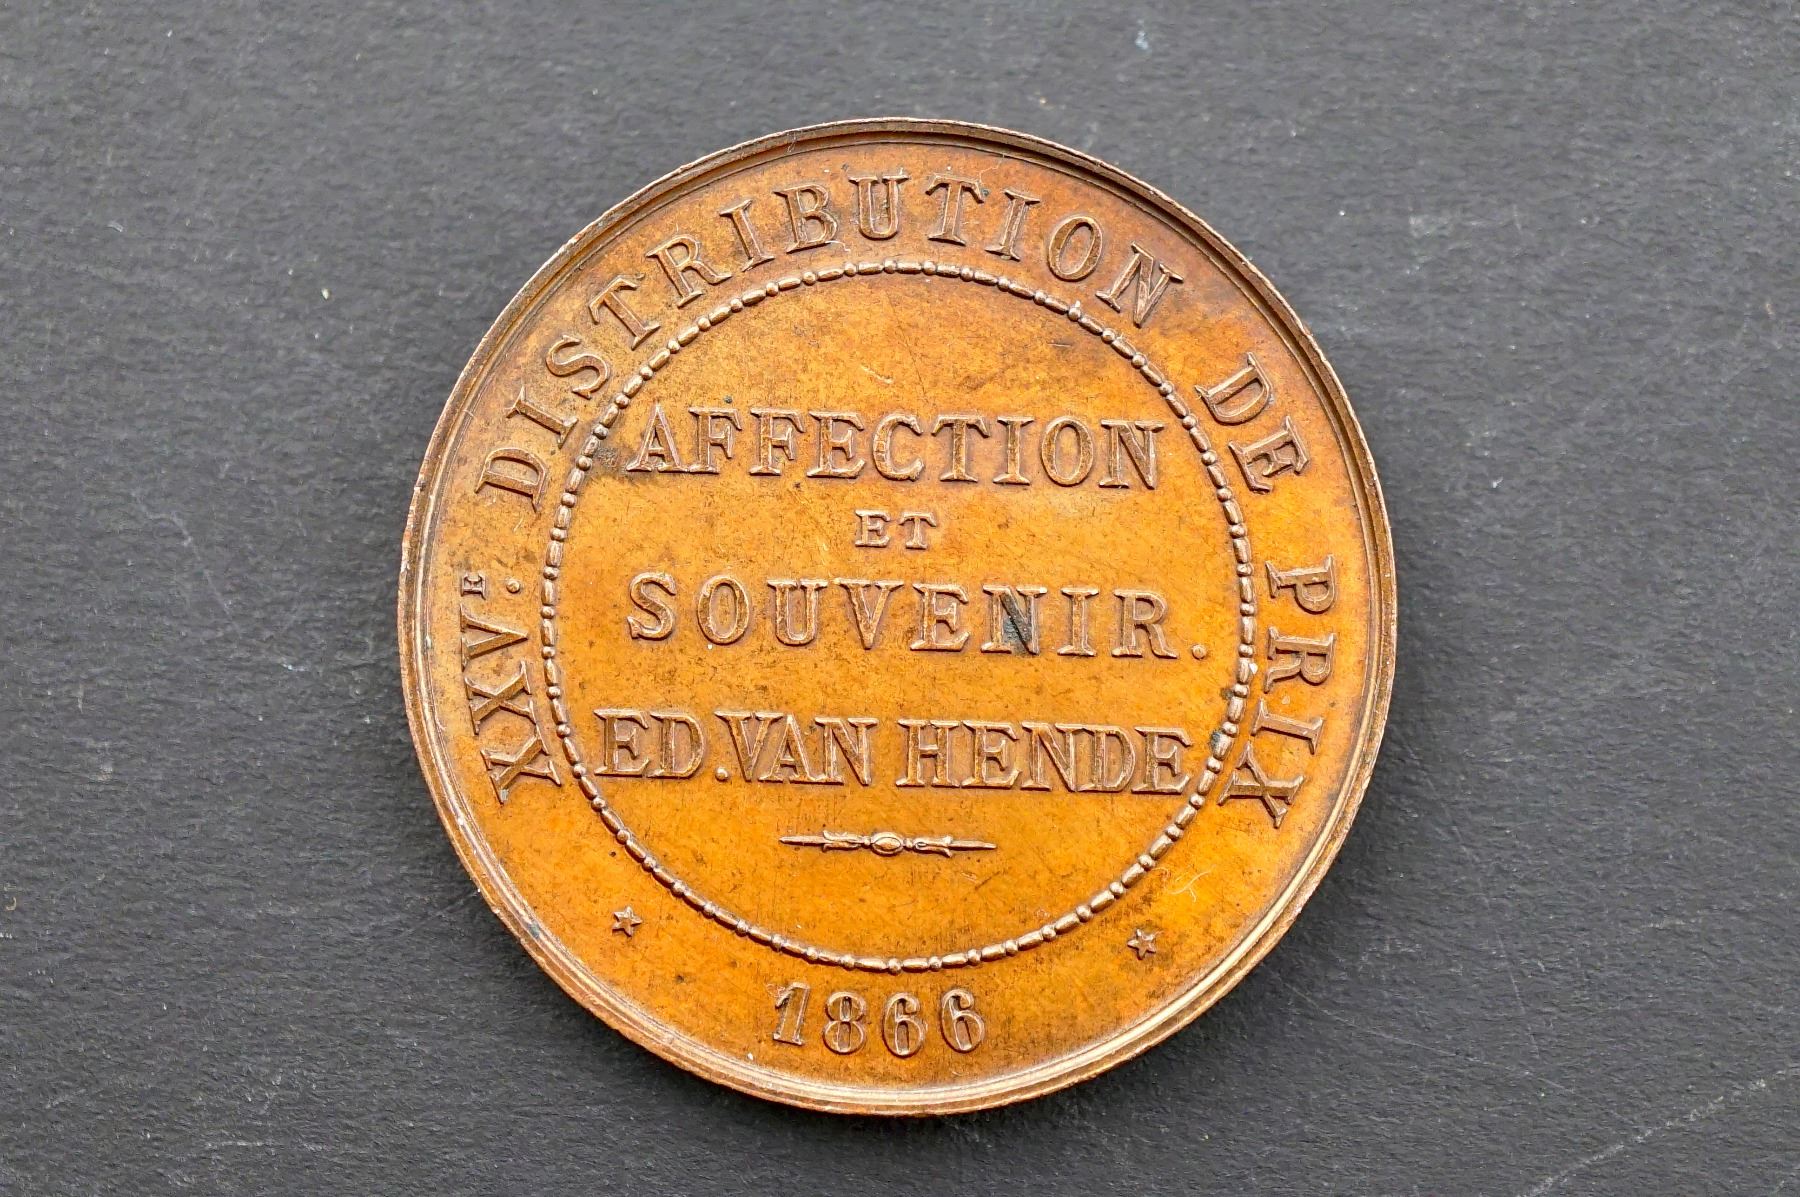 XXVᴱ. DISTRIBUTION DE PRIX
AFFECTION
ET
SOUVENIR.
ED. VAN HENDE
1866